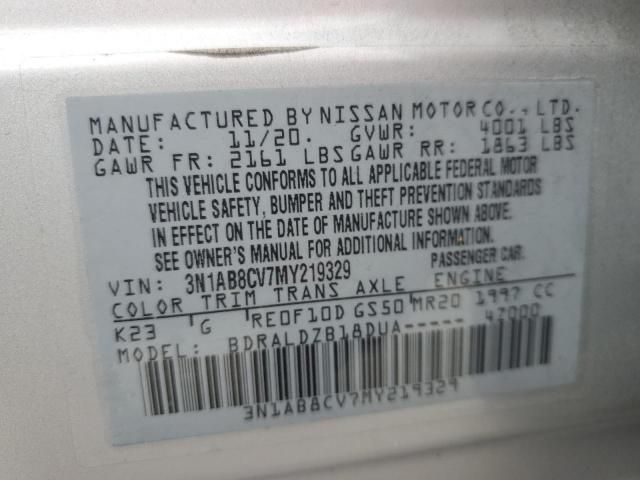 MANUFACTURED BY NISSAN MOTOR CO., LTD.
DATE: 11/20. GVWR: 4001 LBS
GAWR FR: 2161 LBS GAWR RR: 1863 LBS
THIS VEHICLE CONFORMS TO ALL APPLICABLE FEDERAL MOTOR
VEHICLE SAFETY, BUMPER AND THEFT PREVENTION STANDARDS
IN EFFECT ON THE DATE OF MANUFACTURE SHOWN ABOVE.
SEE OWNER'S MANUAL FOR ADDITIONAL INFORMATION.
VIN: 3N1AB8CV7MY219329 PASSENGER CAR.
COLOR TRIM TRANS AXLE ENGINE
K23 G RE0F10D GS50 MR20 1997 CC
MODEL: BDRALDZB18DUA----- 47000
3N1AB8CV7MY219329